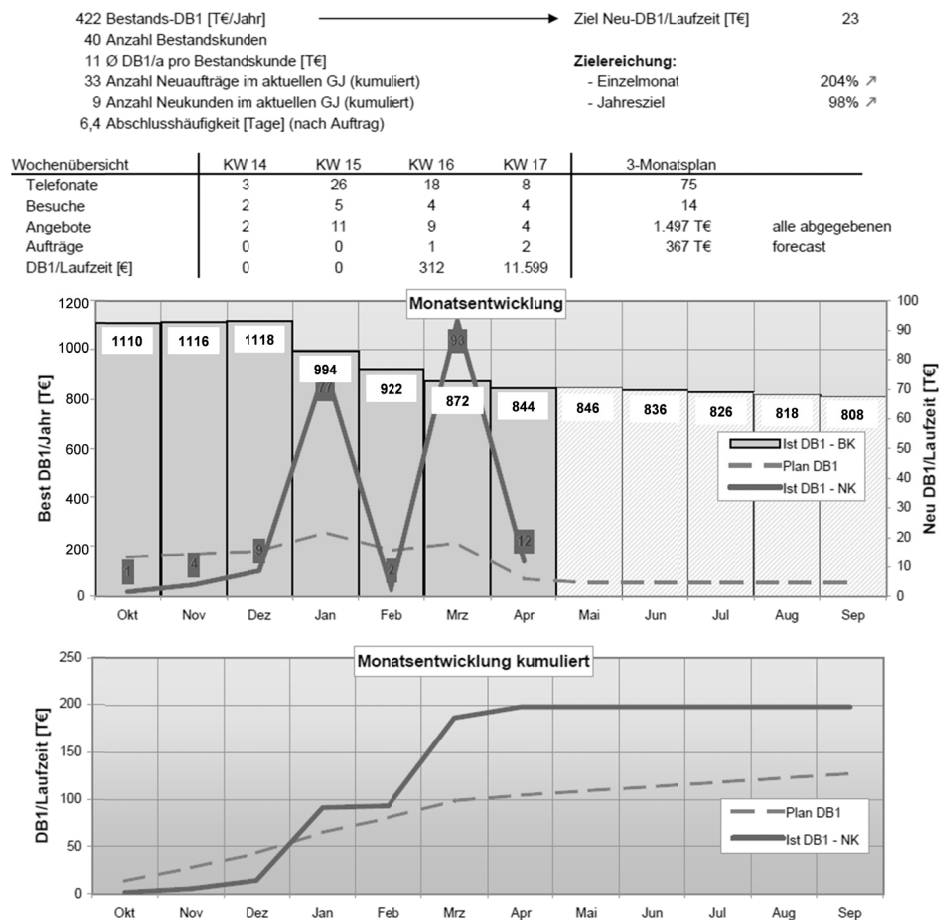 422 Bestands-DB1 [T€/Jahr] Ziel Neu-DB1/Laufzeit [T€] 23
40 Anzahl Bestandskunden
11 Ø DB1/a pro Bestandskunde [T€] Zielereichung:
33 Anzahl Neuaufträge im aktuellen GJ (kumuliert) - Einzelmonat 204% ↗
9 Anzahl Neukunden im aktuellen GJ (kumuliert) - Jahresziel 98% ↗
6,4 Abschlusshäufigkeit [Tage] (nach Auftrag)
Wochenübersicht KW 14 KW 15 KW 16 KW 17 3-Monatsplan
Telefonate 3 26 18 8 75
Besuche 2 5 4 4 14
Angebote 2 11 9 4 1.497 T€ alle abgegebenen
Aufträge 0 0 1 2 367 T€ forecast
DB1/Laufzeit [€] 0 0 312 11.599
Monatsentwicklung
Best DB1/Jahr [T€]
1200
1000
800
600
400
200
0
1110 1116 1118 994 922 872 844 846 836 826 818 808
1 4 9 77 2 93 12
Ist DB1 - BK
Plan DB1
Ist DB1 - NK
100
90
80
70
60
50
40
30
20
10
0
Neu DB1/Laufzeit [T€]
Okt Nov Dez Jan Feb Mrz Apr Mai Jun Jul Aug Sep
Monatsentwicklung kumuliert
DB1/Laufzeit [T€]
250
200
150
100
50
0
Plan DB1
Ist DB1 - NK
Okt Nov Dez Jan Feb Mrz Apr Mai Jun Jul Aug Sep